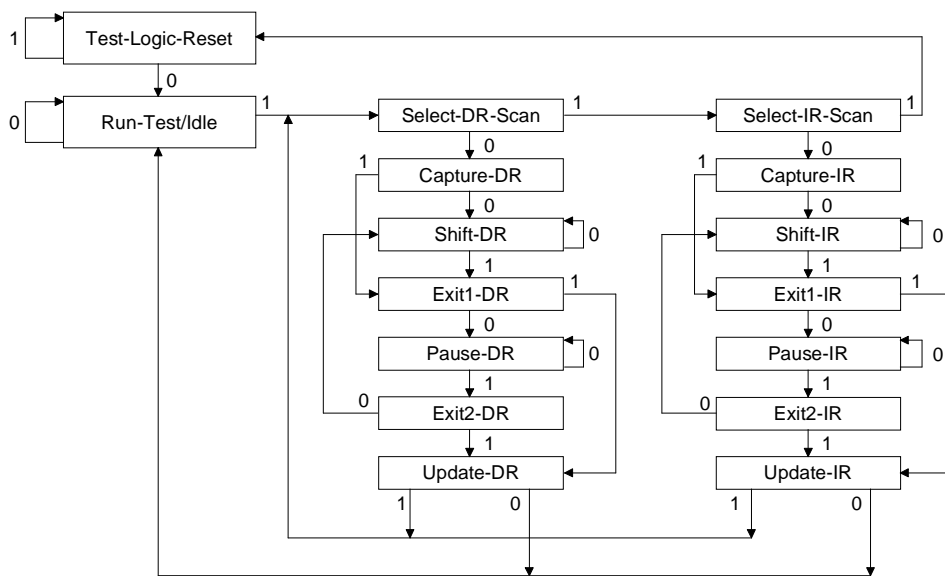 1
Test-Logic-Reset
0
0
Run-Test/Idle
1
Select-DR-Scan
1
Select-IR-Scan
1
0
0
1
Capture-DR
1
Capture-IR
0
0
Shift-DR
0
Shift-IR
0
1
1
Exit1-DR
1
Exit1-IR
1
0
0
Pause-DR
0
Pause-IR
0
1
1
0
Exit2-DR
0
Exit2-IR
1
1
Update-DR
Update-IR
1
0
1
0